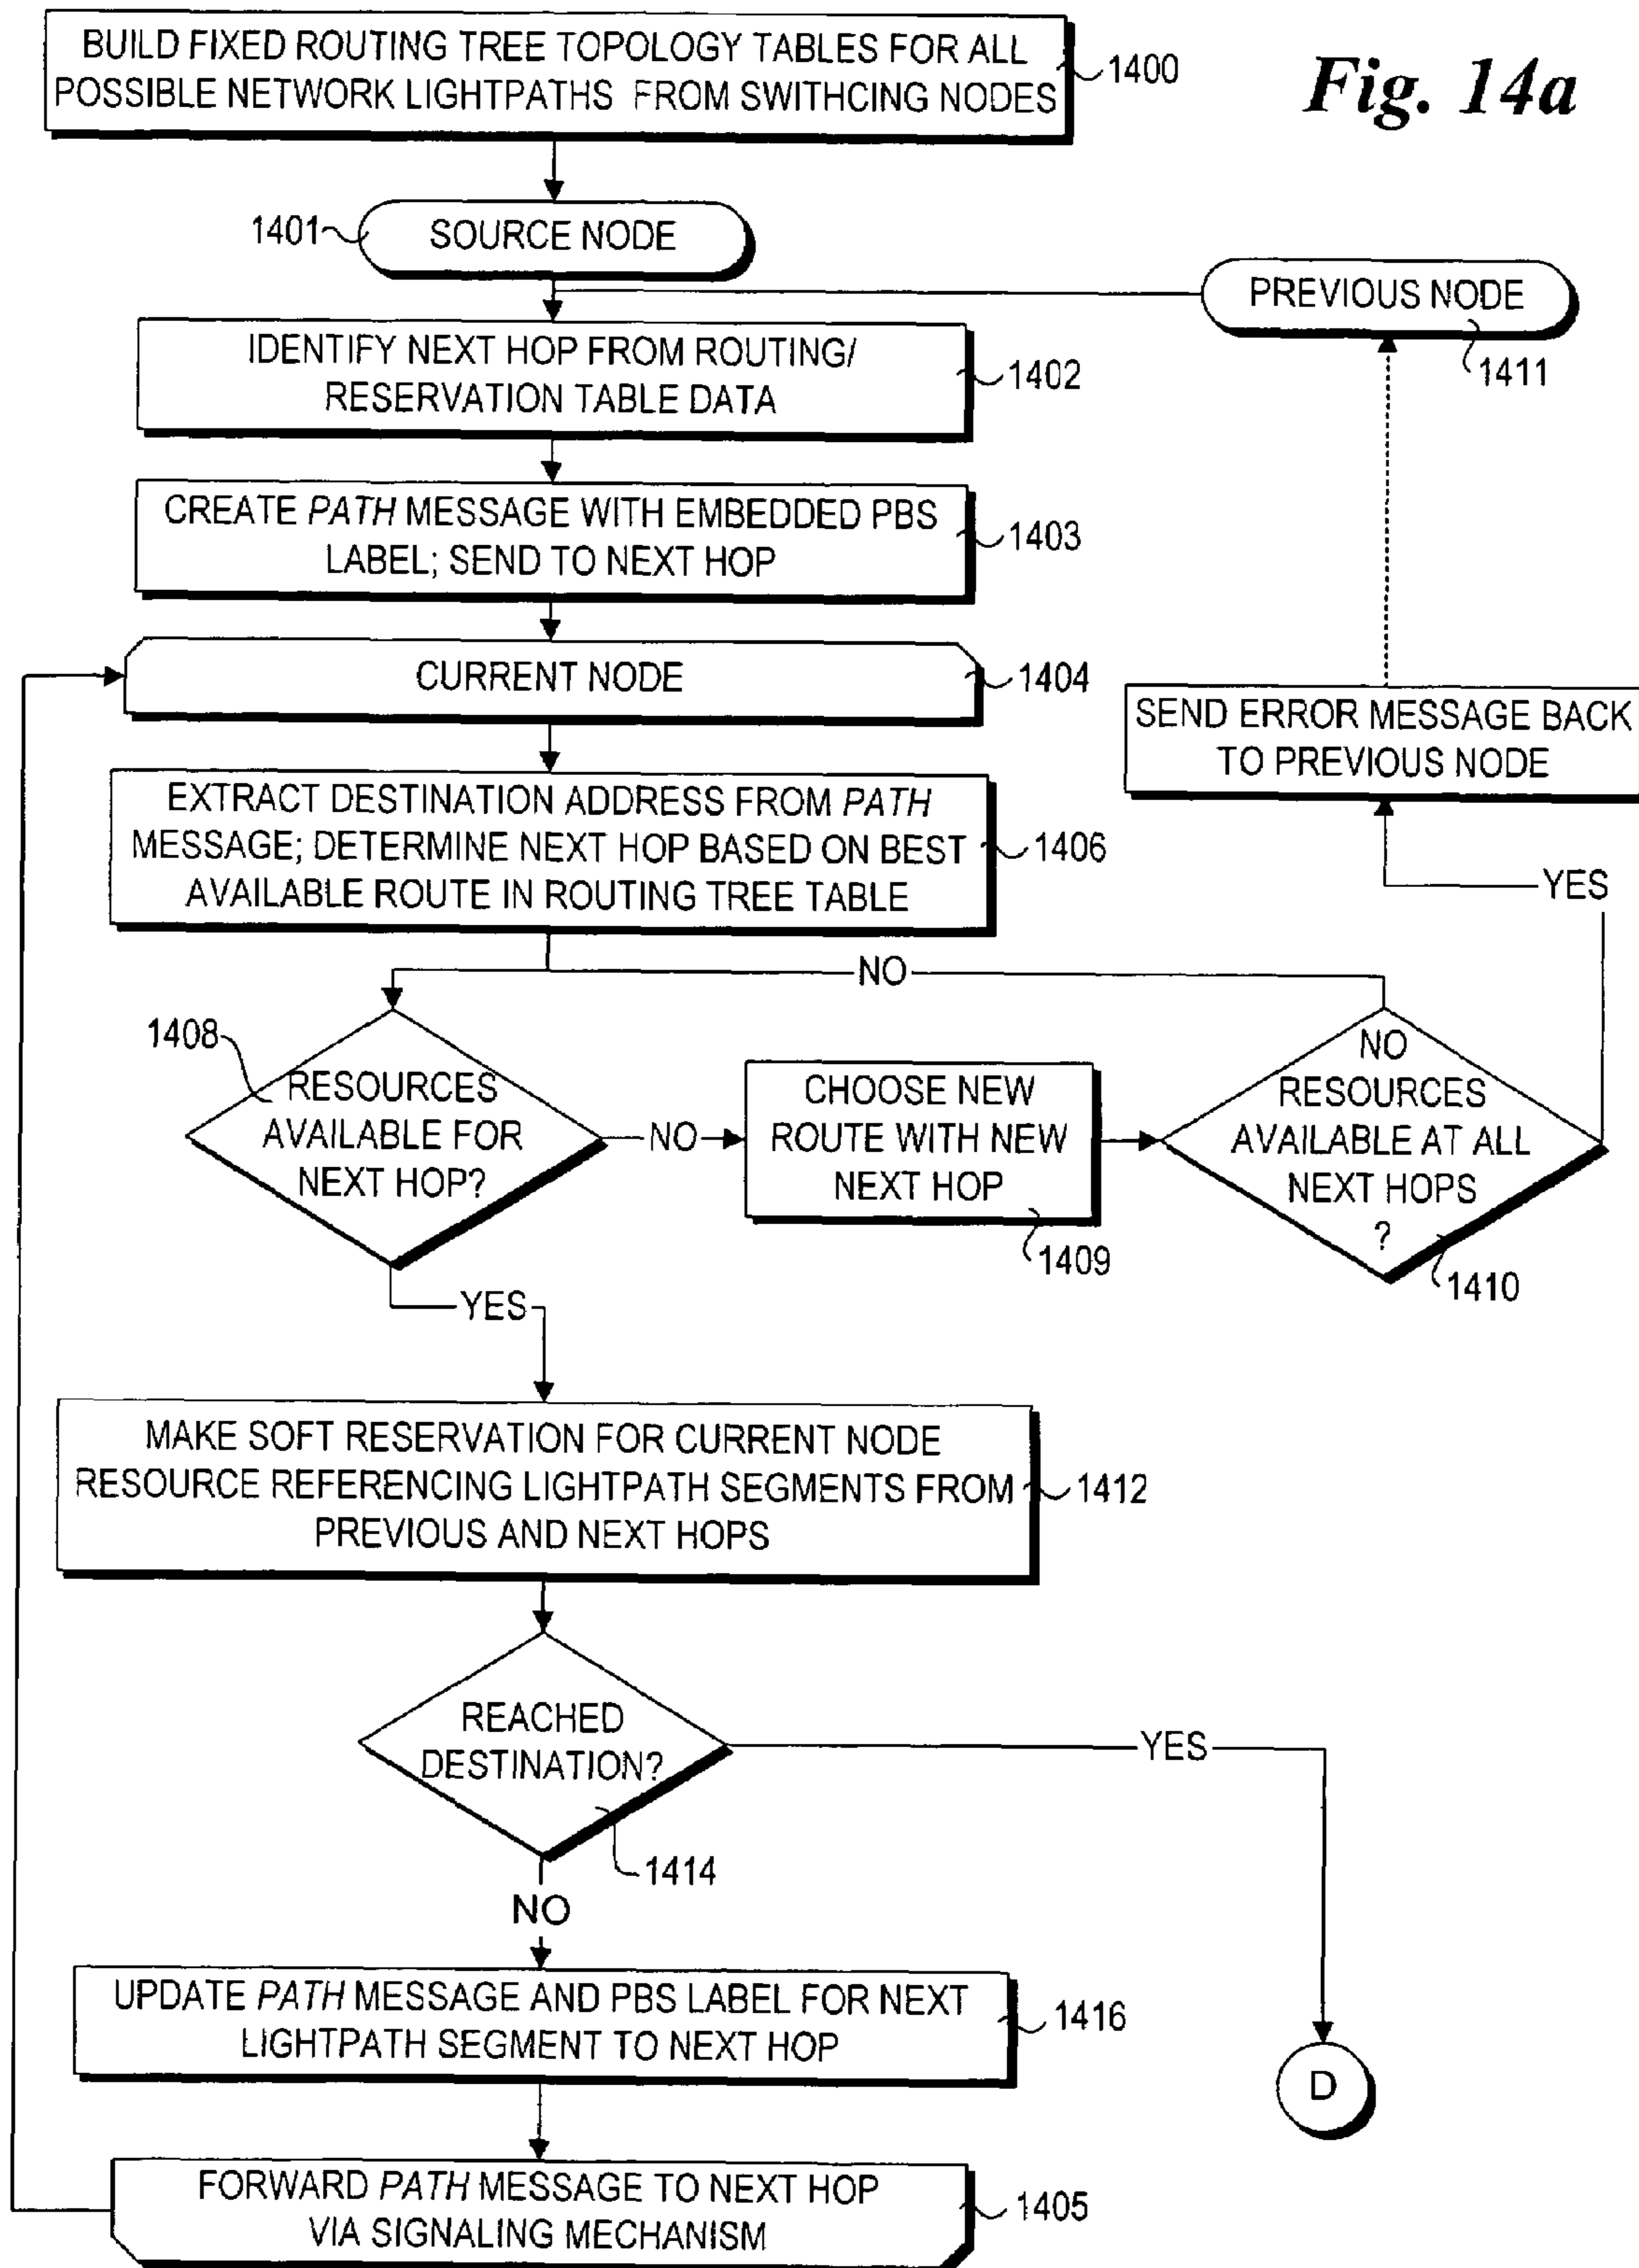 BUILD FIXED ROUTING TREE TOPOLOGY TABLES FOR ALL
POSSIBLE NETWORK LIGHTPATHS FROM SWITHCING NODES
1400
Fig. 14a
1401
SOURCE NODE
PREVIOUS NODE
1411
IDENTIFY NEXT HOP FROM ROUTING/
RESERVATION TABLE DATA
1402
CREATE PATH MESSAGE WITH EMBEDDED PBS
LABEL; SEND TO NEXT HOP
1403
CURRENT NODE
1404
SEND ERROR MESSAGE BACK
TO PREVIOUS NODE
EXTRACT DESTINATION ADDRESS FROM PATH
MESSAGE; DETERMINE NEXT HOP BASED ON BEST
AVAILABLE ROUTE IN ROUTING TREE TABLE
1406
YES
NO
1408
RESOURCES
AVAILABLE FOR
NEXT HOP?
NO
CHOOSE NEW
ROUTE WITH NEW
NEXT HOP
1409
NO
RESOURCES
AVAILABLE AT ALL
NEXT HOPS
?
1410
YES
MAKE SOFT RESERVATION FOR CURRENT NODE
RESOURCE REFERENCING LIGHTPATH SEGMENTS FROM
PREVIOUS AND NEXT HOPS
1412
REACHED
DESTINATION?
1414
YES
NO
UPDATE PATH MESSAGE AND PBS LABEL FOR NEXT
LIGHTPATH SEGMENT TO NEXT HOP
1416
D
FORWARD PATH MESSAGE TO NEXT HOP
VIA SIGNALING MECHANISM
1405